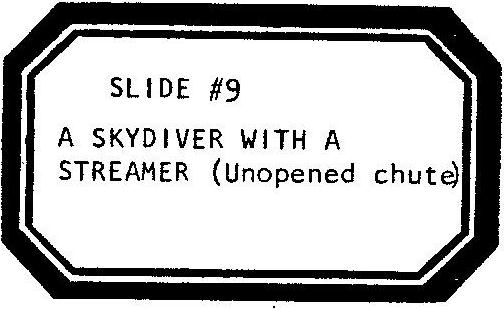 SLIDE #9
A SKYDIVER WITH A
STREAMER (Unopened chute)